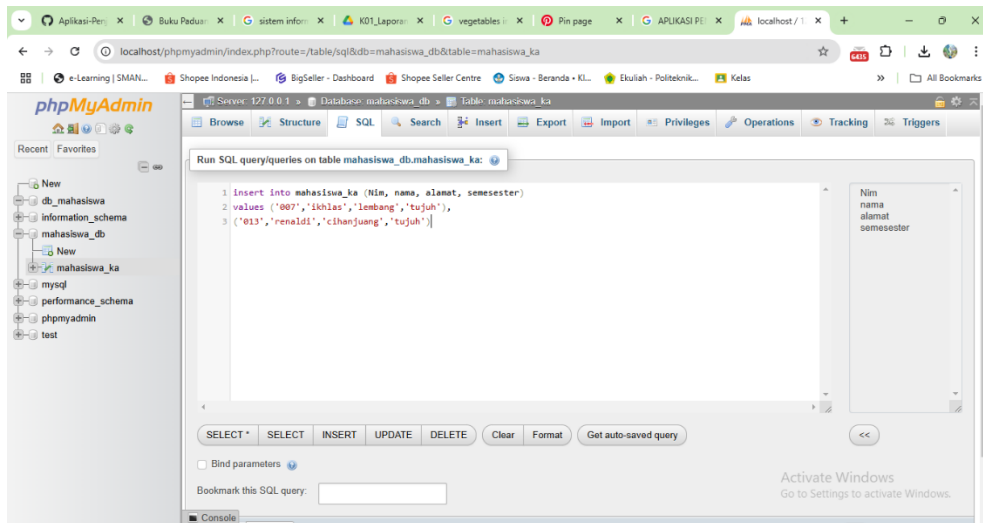 Aplikasi-Penj
Buku Paduan
sistem inform
K01_Laporan
vegetables i
Pin page
APLIKASI PE
localhost / 1
localhost/phpmyadmin/index.php?route=/table/sql&db=mahasiswa_db&table=mahasiswa_ka
e-Learning | SMAN...
Shopee Indonesia |...
BigSeller - Dashboard
Shopee Seller Centre
Siswa - Beranda • Kl...
Ekuliah - Politeknik...
Kelas
»
All Bookmarks
phpMyAdmin
Recent Favorites
New
db_mahasiswa
information_schema
mahasiswa_db
New
mahasiswa_ka
mysql
performance_schema
phpmyadmin
test
Server: 127.0.0.1 » Database: mahasiswa_db » Table: mahasiswa_ka
Browse Structure SQL Search Insert Export Import Privileges Operations Tracking Triggers
Run SQL query/queries on table mahasiswa_db.mahasiswa_ka:
1 insert into mahasiswa_ka (Nim, nama, alamat, semesester)
2 values ('007','ikhlas','lembang','tujuh'),
3 ('013','renaldi','cihanjuang','tujuh')
Nim
nama
alamat
semesester
SELECT * SELECT INSERT UPDATE DELETE Clear Format Get auto-saved query <<
Bind parameters
Bookmark this SQL query:
Console
Activate Windows
Go to Settings to activate Windows.